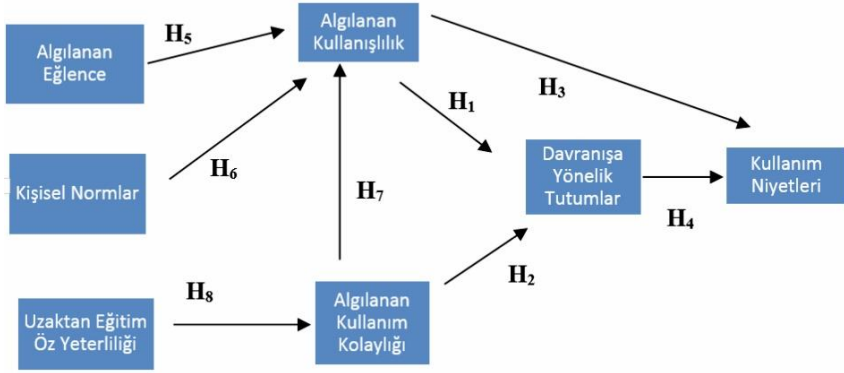 Algılanan
Eğlence
H5
Algılanan
Kullanışlılık
H1
H3
Kişisel Normlar
H6
H7
Davranışa
Yönelik
Tutumlar
H4
Kullanım
Niyetleri
H2
Uzaktan Eğitim
Öz Yeterliliği
H8
Algılanan
Kullanım
Kolaylığı